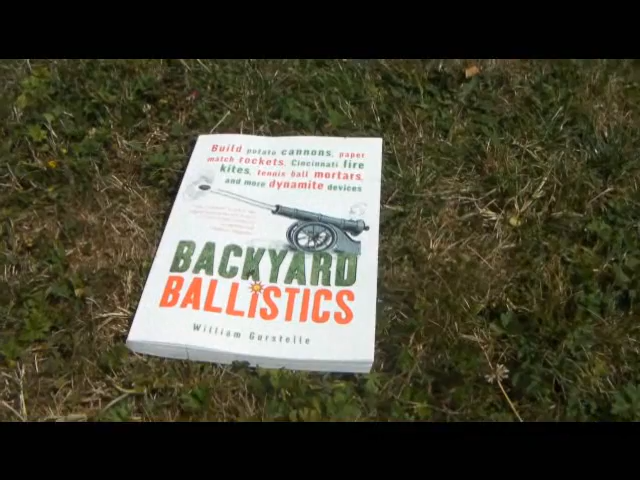 Build potato cannons, paper
match rockets, Cincinnati fire
kites, tennis ball mortars,
and more dynamite devices
BACKYARD
BALLISTICS
William Gurstelle